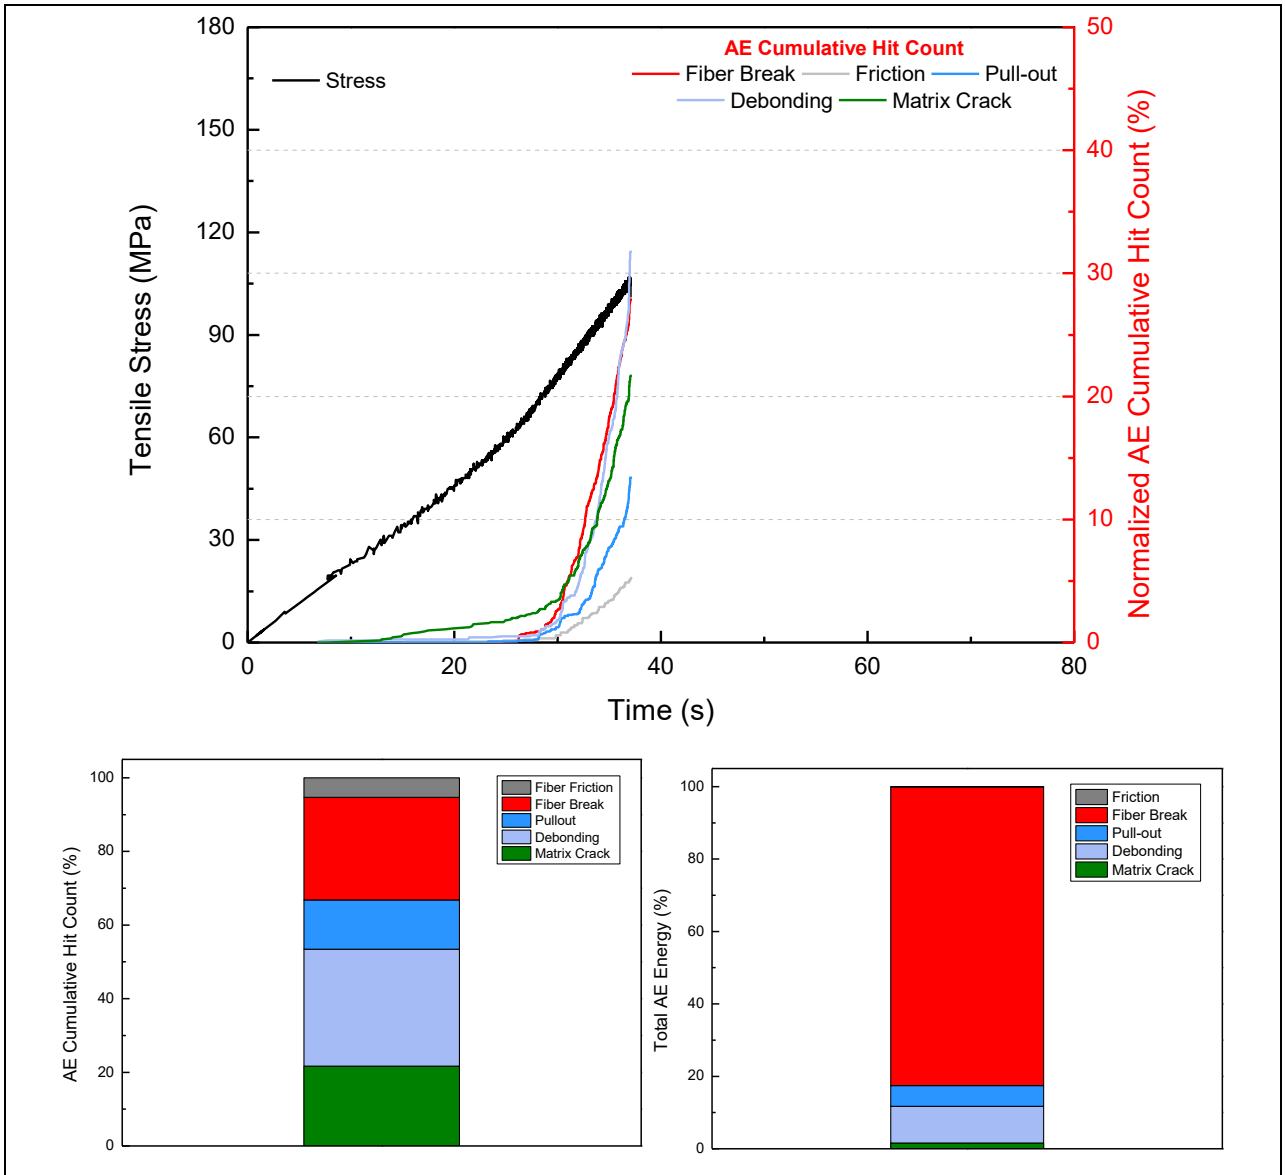 180
150
120
90
60
30
0
Tensile Stress (MPa)
Stress
AE Cumulative Hit Count
Fiber Break
Friction
Pull-out
Debonding
Matrix Crack
50
40
30
20
10
0
Normalized AE Cumulative Hit Count (%)
0
20
40
60
80
Time (s)
100
80
60
40
20
0
AE Cumulative Hit Count (%)
Fiber Friction
Fiber Break
Pullout
Debonding
Matrix Crack
100
80
60
40
20
0
Total AE Energy (%)
Friction
Fiber Break
Pull-out
Debonding
Matrix Crack